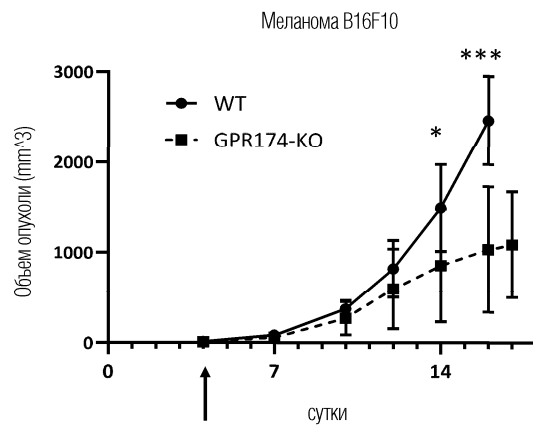 Меланома B16F10
***
3000
WT
*
GPR174-KO
2000
Объем опухоли (mm^3)
1000
0
0
7
14
сутки